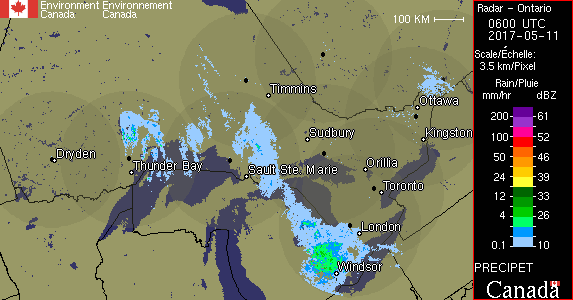 Environment Environnement
Canada Canada
100 KM
Timmins
Ottawa
Sudbury
Kingston
Dryden
Thunder Bay
Sault Ste. Marie
Orillia
Toronto
London
Windsor
Radar - Ontario
0600 UTC
2017-05-11
Scale/Échelle:
3.5 km/Pixel
Rain/Pluie
mm/hr dBZ
200 61
100 52
50 46
24 39
12 33
4 26
0.1 10
PRECIPET
Canada